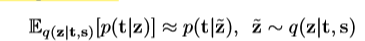 𝔼_{q(z|t,s)}[p(t|z)] ≈ p(t|z̃), z̃ ∼ q(z|t,s)